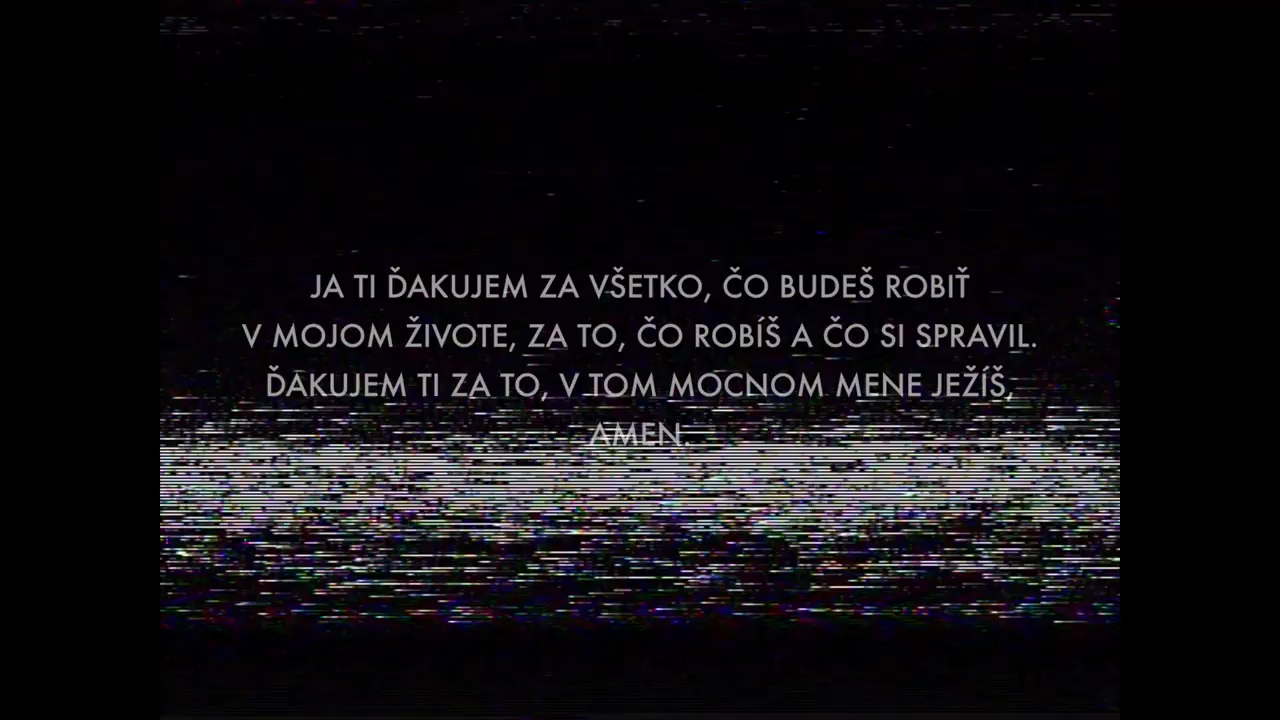 JA TI ĎAKUJEM ZA VŠETKO, ČO BUDEŠ ROBIŤ
V MOJOM ŽIVOTE, ZA TO, ČO ROBÍŠ A ČO SI SPRAVIL.
ĎAKUJEM TI ZA TO, V TOM MOCNOM MENE JEŽÍŠ,
AMEN.